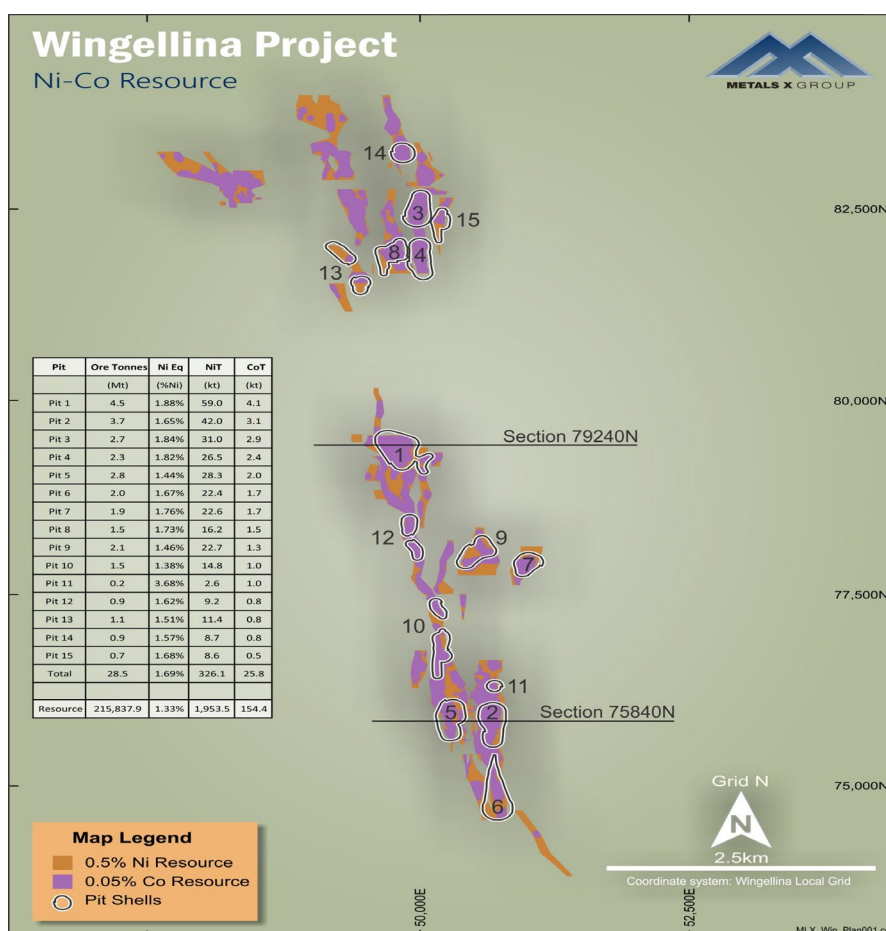 Wingellina Project
Ni-Co Resource
METALS X GROUP
14
3
15
82,500N
8
4
13
Pit Ore Tonnes Ni Eq NiT CoT
(Mt) (%Ni) (kt) (kt)
Pit 1 4.5 1.88% 59.0 4.1
Pit 2 3.7 1.65% 42.0 3.1
Pit 3 2.7 1.84% 31.0 2.9
Pit 4 2.3 1.82% 26.5 2.4
Pit 5 2.8 1.44% 28.3 2.0
Pit 6 2.0 1.67% 22.4 1.7
Pit 7 1.9 1.76% 22.6 1.7
Pit 8 1.5 1.73% 16.2 1.5
Pit 9 2.1 1.46% 22.7 1.3
Pit 10 1.5 1.38% 14.8 1.0
Pit 11 0.2 3.68% 2.6 1.0
Pit 12 0.9 1.62% 9.2 0.8
Pit 13 1.1 1.51% 11.4 0.8
Pit 14 0.9 1.57% 8.7 0.8
Pit 15 0.7 1.68% 8.6 0.5
Total 28.5 1.69% 326.1 25.8
Resource 215,837.9 1.33% 1,953.5 154.4
80,000N
Section 79240N
1
12
9
7
77,500N
10
11
5
2
Section 75840N
75,000N
6
Grid N
N
2.5km
Coordinate system: Wingellina Local Grid
Map Legend
0.5% Ni Resource
0.05% Co Resource
Pit Shells
50,000E
52,500E